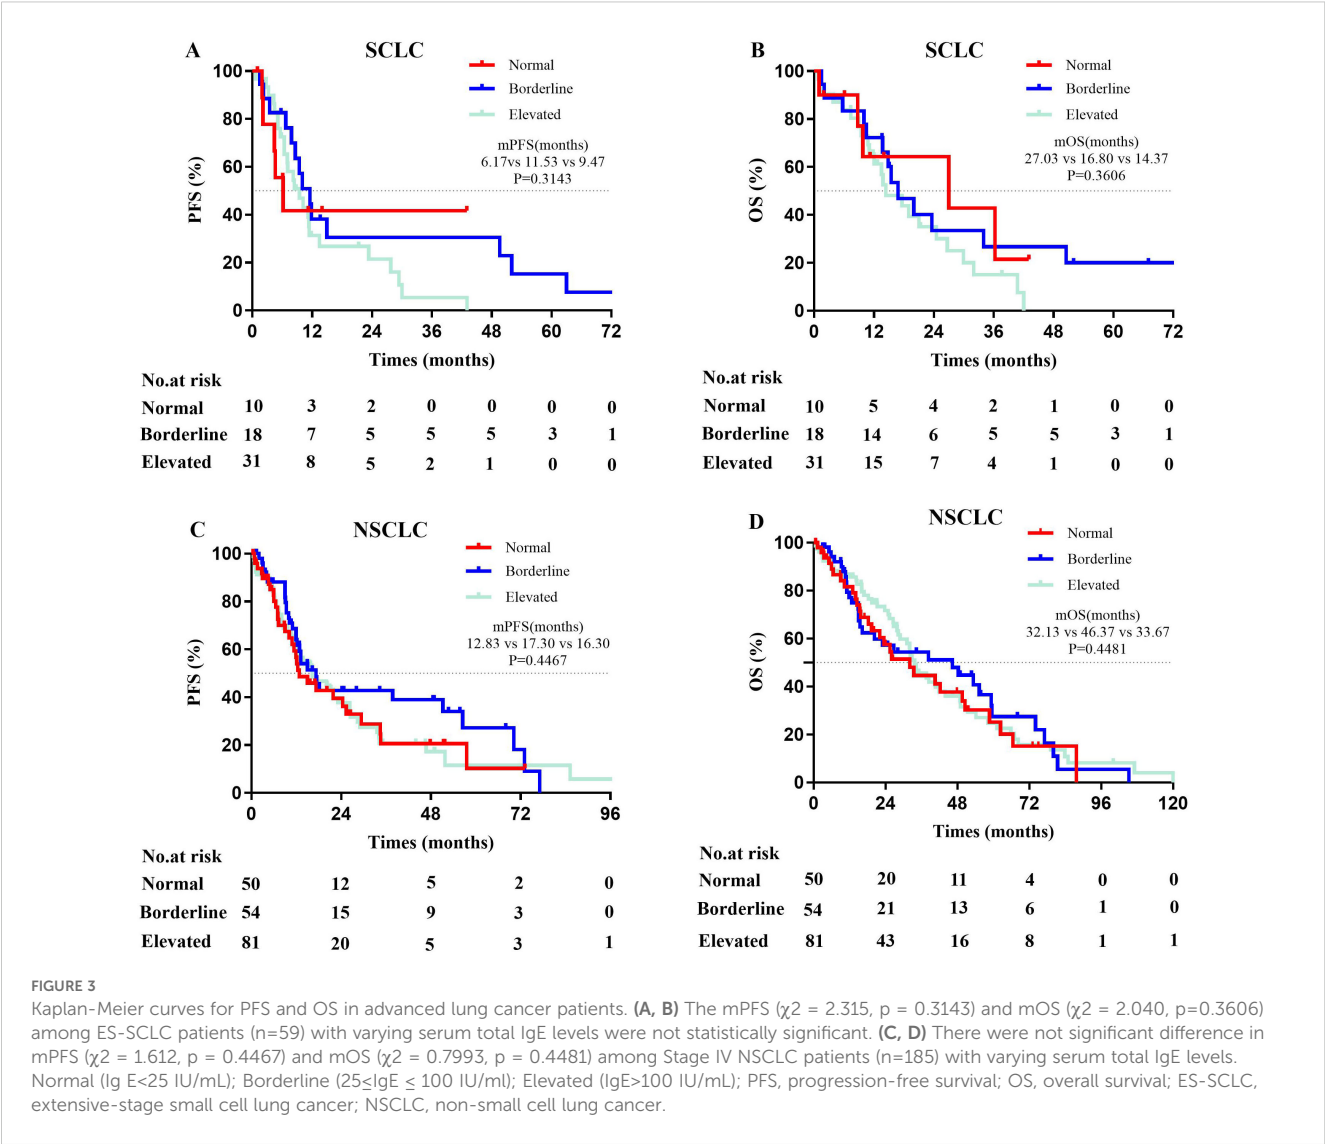 A
SCLC
Normal
Borderline
Elevated
mPFS(months)
6.17vs 11.53 vs 9.47
P=0.3143
PFS (%)
100
80
60
40
20
0
0 12 24 36 48 60 72
Times (months)
No.at risk
Normal 10 3 2 0 0 0 0
Borderline 18 7 5 5 5 3 1
Elevated 31 8 5 2 1 0 0
B
SCLC
Normal
Borderline
Elevated
mOS(months)
27.03 vs 16.80 vs 14.37
P=0.3606
OS (%)
100
80
60
40
20
0
0 12 24 36 48 60 72
Times (months)
No.at risk
Normal 10 5 4 2 1 0 0
Borderline 18 14 6 5 5 3 1
Elevated 31 15 7 4 1 0 0
C
NSCLC
Normal
Borderline
Elevated
mPFS(months)
12.83 vs 17.30 vs 16.30
P=0.4467
PFS (%)
100
80
60
40
20
0
0 24 48 72 96
Times (months)
No.at risk
Normal 50 12 5 2 0
Borderline 54 15 9 3 0
Elevated 81 20 5 3 1
D
NSCLC
Normal
Borderline
Elevated
mOS(months)
32.13 vs 46.37 vs 33.67
P=0.4481
OS (%)
100
80
60
40
20
0
0 24 48 72 96 120
Times (months)
No.at risk
Normal 50 20 11 4 0 0
Borderline 54 21 13 6 1 0
Elevated 81 43 16 8 1 1
FIGURE 3
Kaplan-Meier curves for PFS and OS in advanced lung cancer patients. (A, B) The mPFS (χ2 = 2.315, p = 0.3143) and mOS (χ2 = 2.040, p=0.3606)
among ES-SCLC patients (n=59) with varying serum total IgE levels were not statistically significant. (C, D) There were not significant difference in
mPFS (χ2 = 1.612, p = 0.4467) and mOS (χ2 = 0.7993, p = 0.4481) among Stage IV NSCLC patients (n=185) with varying serum total IgE levels.
Normal (Ig E<25 IU/mL); Borderline (25≤IgE ≤ 100 IU/ml); Elevated (IgE>100 IU/mL); PFS, progression-free survival; OS, overall survival; ES-SCLC,
extensive-stage small cell lung cancer; NSCLC, non-small cell lung cancer.